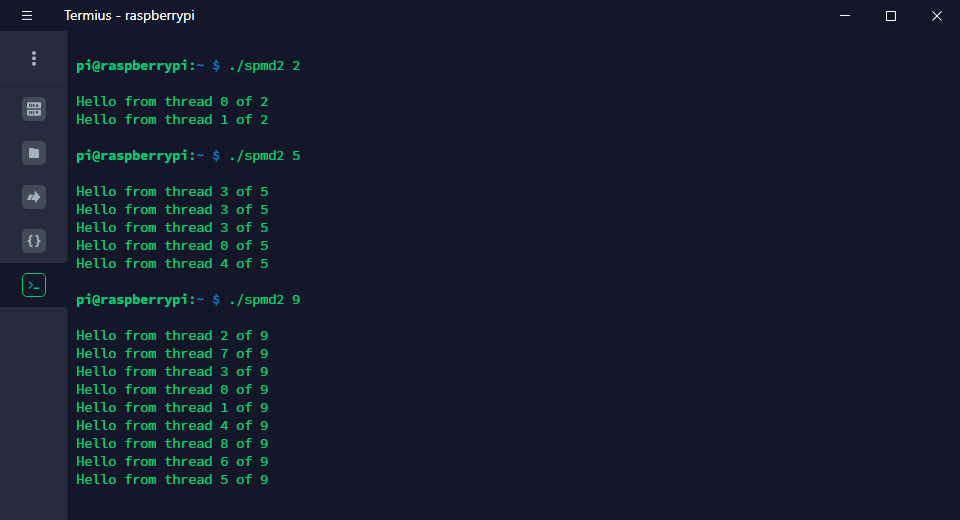 Termius - raspberrypi
pi@raspberrypi:~ $ ./spmd2 2
Hello from thread 0 of 2
Hello from thread 1 of 2
pi@raspberrypi:~ $ ./spmd2 5
Hello from thread 3 of 5
Hello from thread 3 of 5
Hello from thread 3 of 5
Hello from thread 0 of 5
Hello from thread 4 of 5
pi@raspberrypi:~ $ ./spmd2 9
Hello from thread 2 of 9
Hello from thread 7 of 9
Hello from thread 3 of 9
Hello from thread 0 of 9
Hello from thread 1 of 9
Hello from thread 4 of 9
Hello from thread 8 of 9
Hello from thread 6 of 9
Hello from thread 5 of 9